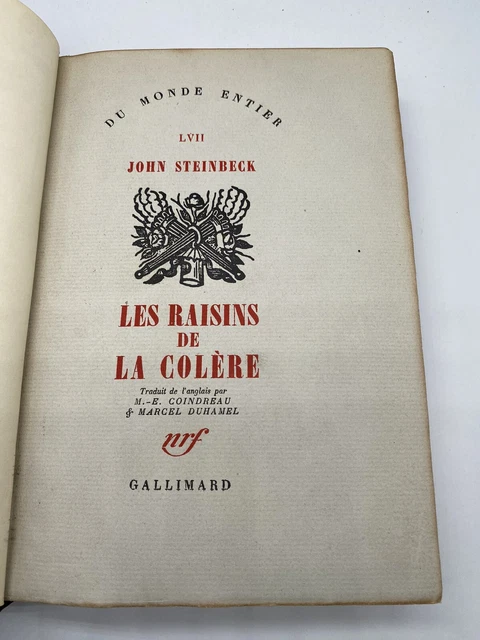 DU MONDE ENTIER
LVII
JOHN STEINBECK
LES RAISINS
DE
LA COLÈRE
Traduit de l'anglais par
M.-E. COINDREAU
& MARCEL DUHAMEL
nrf
GALLIMARD